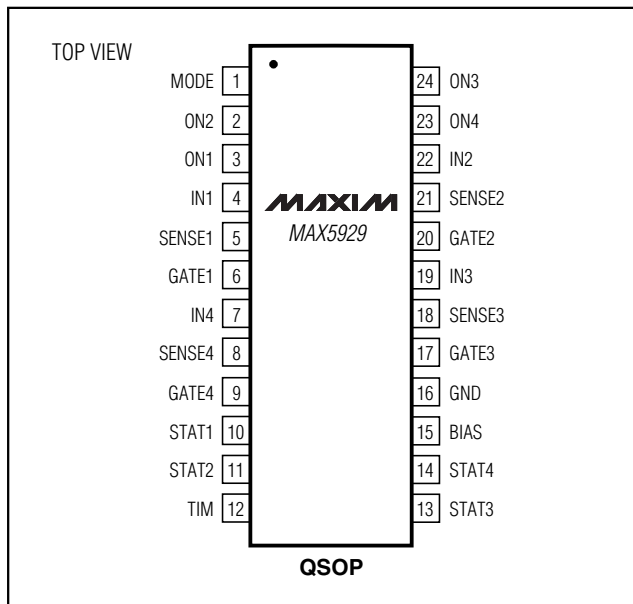 TOP VIEW
MODE 1
ON2 2
ON1 3
IN1 4
SENSE1 5
GATE1 6
IN4 7
SENSE4 8
GATE4 9
STAT1 10
STAT2 11
TIM 12
MAXIM
MAX5929
24 ON3
23 ON4
22 IN2
21 SENSE2
20 GATE2
19 IN3
18 SENSE3
17 GATE3
16 GND
15 BIAS
14 STAT4
13 STAT3
QSOP